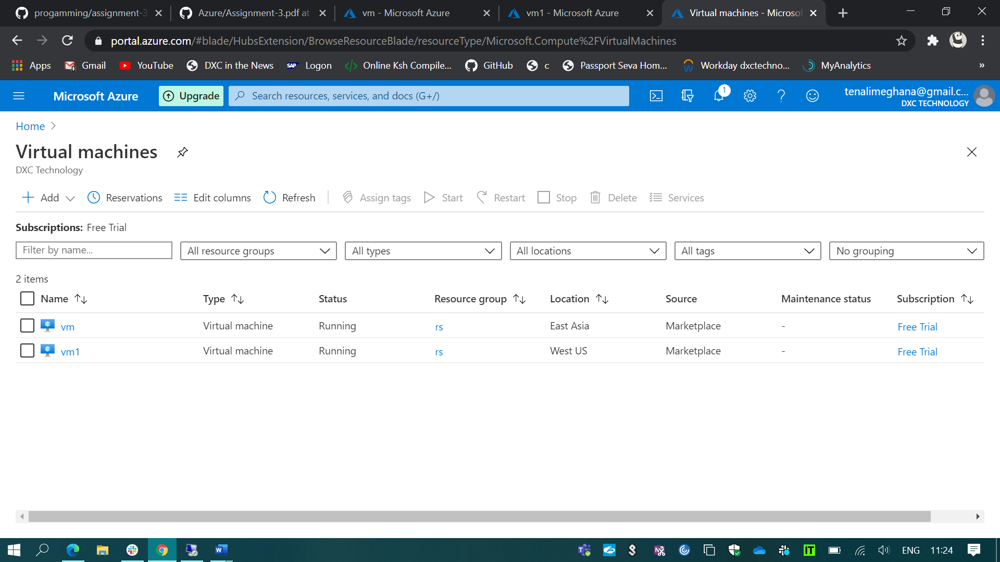 progamming/assignment-3
Azure/Assignment-3.pdf at
vm - Microsoft Azure
vm1 - Microsoft Azure
Virtual machines - Microsof
portal.azure.com/#blade/HubsExtension/BrowseResourceBlade/resourceType/Microsoft.Compute%2FVirtualMachines
Apps
Gmail
YouTube
DXC in the News
SAP Logon
Online Ksh Compile...
GitHub
c
Passport Seva Hom...
Workday dxctechno...
MyAnalytics
»
Microsoft Azure
Upgrade
Search resources, services, and docs (G+/)
1
tenalimeghana@gmail.c...
DXC TECHNOLOGY
Home >
Virtual machines
DXC Technology
Add
Reservations
Edit columns
Refresh
Assign tags
Start
Restart
Stop
Delete
Services
Subscriptions: Free Trial
Filter by name...
All resource groups
All types
All locations
All tags
No grouping
2 items
Name Type Status Resource group Location Source Maintenance status Subscription
vm Virtual machine Running rs East Asia Marketplace - Free Trial
vm1 Virtual machine Running rs West US Marketplace - Free Trial
ENG 11:24